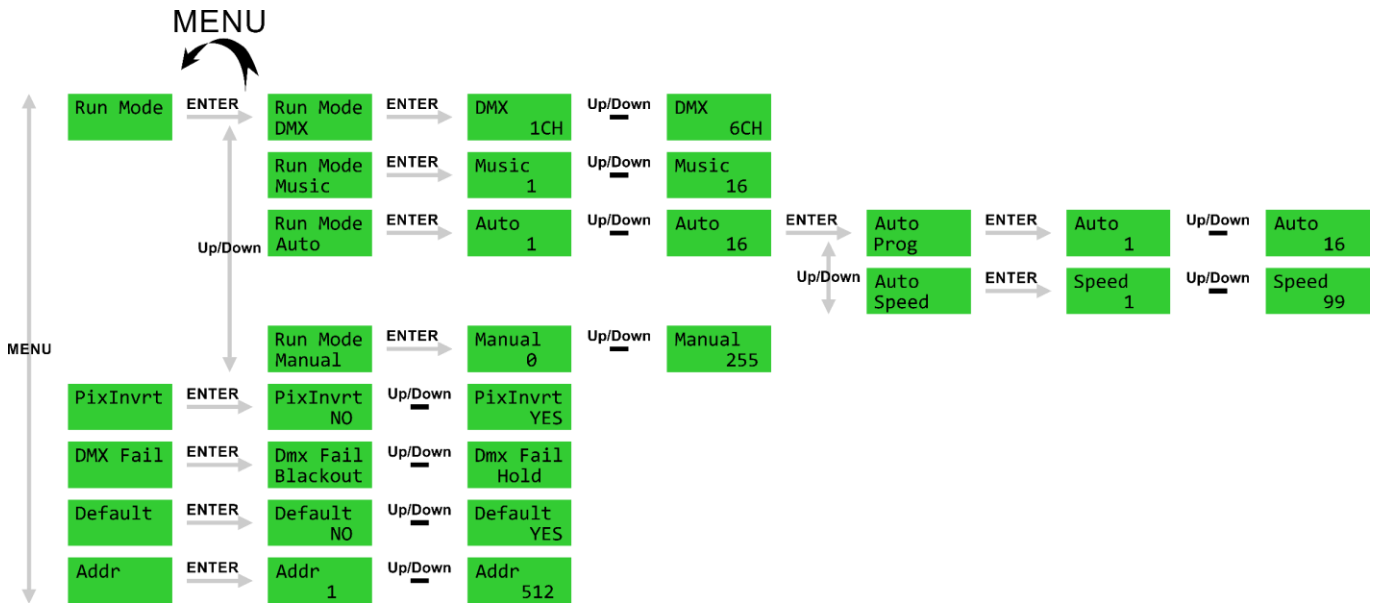 MENU
Run Mode ENTER Run Mode ENTER DMX Up/Down DMX
DMX 1CH 6CH
Run Mode ENTER Music Up/Down Music
Music 1 16
Run Mode ENTER Auto Up/Down Auto ENTER Auto ENTER Auto Up/Down Auto
Auto 1 16 Prog 1 16
Up/Down
Up/Down Auto ENTER Speed Up/Down Speed
Speed 1 99
Run Mode ENTER Manual Up/Down Manual
Manual 0 255
MENU
PixInvrt ENTER PixInvrt Up/Down PixInvrt
NO YES
DMX Fail ENTER Dmx Fail Up/Down Dmx Fail
Blackout Hold
Default ENTER Default Up/Down Default
NO YES
Addr ENTER Addr Up/Down Addr
1 512